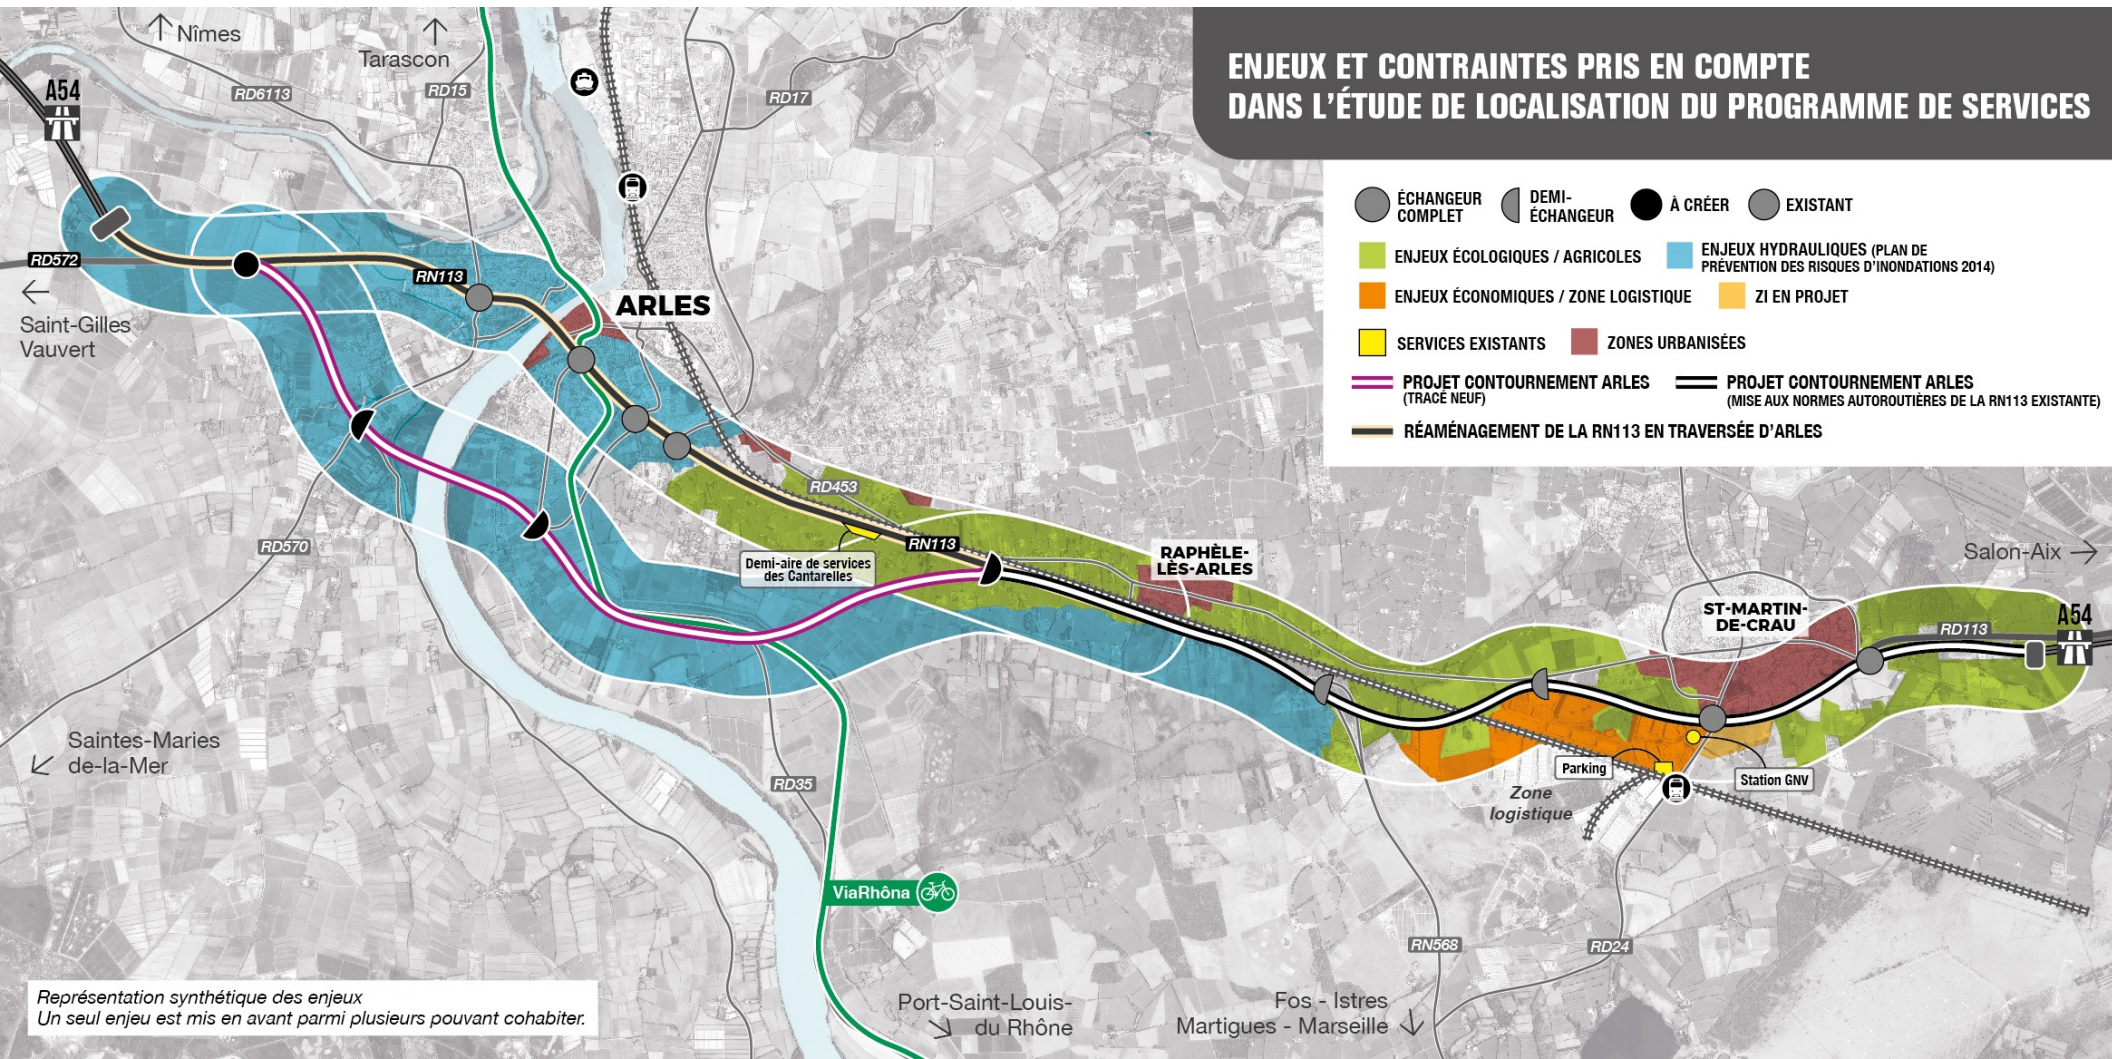 ENJEUX ET CONTRAINTES PRIS EN COMPTE
DANS L'ÉTUDE DE LOCALISATION DU PROGRAMME DE SERVICES
ÉCHANGEUR
COMPLET
DEMI-
ÉCHANGEUR
À CRÉER
EXISTANT
ENJEUX ÉCOLOGIQUES / AGRICOLES
ENJEUX HYDRAULIQUES (PLAN DE
PRÉVENTION DES RISQUES D'INONDATIONS 2014)
ENJEUX ÉCONOMIQUES / ZONE LOGISTIQUE
ZI EN PROJET
SERVICES EXISTANTS
ZONES URBANISÉES
PROJET CONTOURNEMENT ARLES
(TRACÉ NEUF)
PROJET CONTOURNEMENT ARLES
(MISE AUX NORMES AUTOROUTIÈRES DE LA RN113 EXISTANTE)
RÉAMÉNAGEMENT DE LA RN113 EN TRAVERSÉE D'ARLES
↑ Nîmes
↑
Tarascon
A54
RD6113
RD15
RD17
RD572
←
Saint-Gilles
Vauvert
RN113
ARLES
RD453
RD570
Demi-aire de services
des Cantarelles
RN113
RAPHÈLE-
LÈS-ARLES
Salon-Aix →
ST-MARTIN-
DE-CRAU
RD113
A54
Saintes-Maries
↙ de-la-Mer
RD35
Parking
Station GNV
Zone
logistique
ViaRhôna
RN568
RD24
Port-Saint-Louis-
↘ du Rhône
Fos - Istres
Martigues - Marseille ↓
Représentation synthétique des enjeux
Un seul enjeu est mis en avant parmi plusieurs pouvant cohabiter.